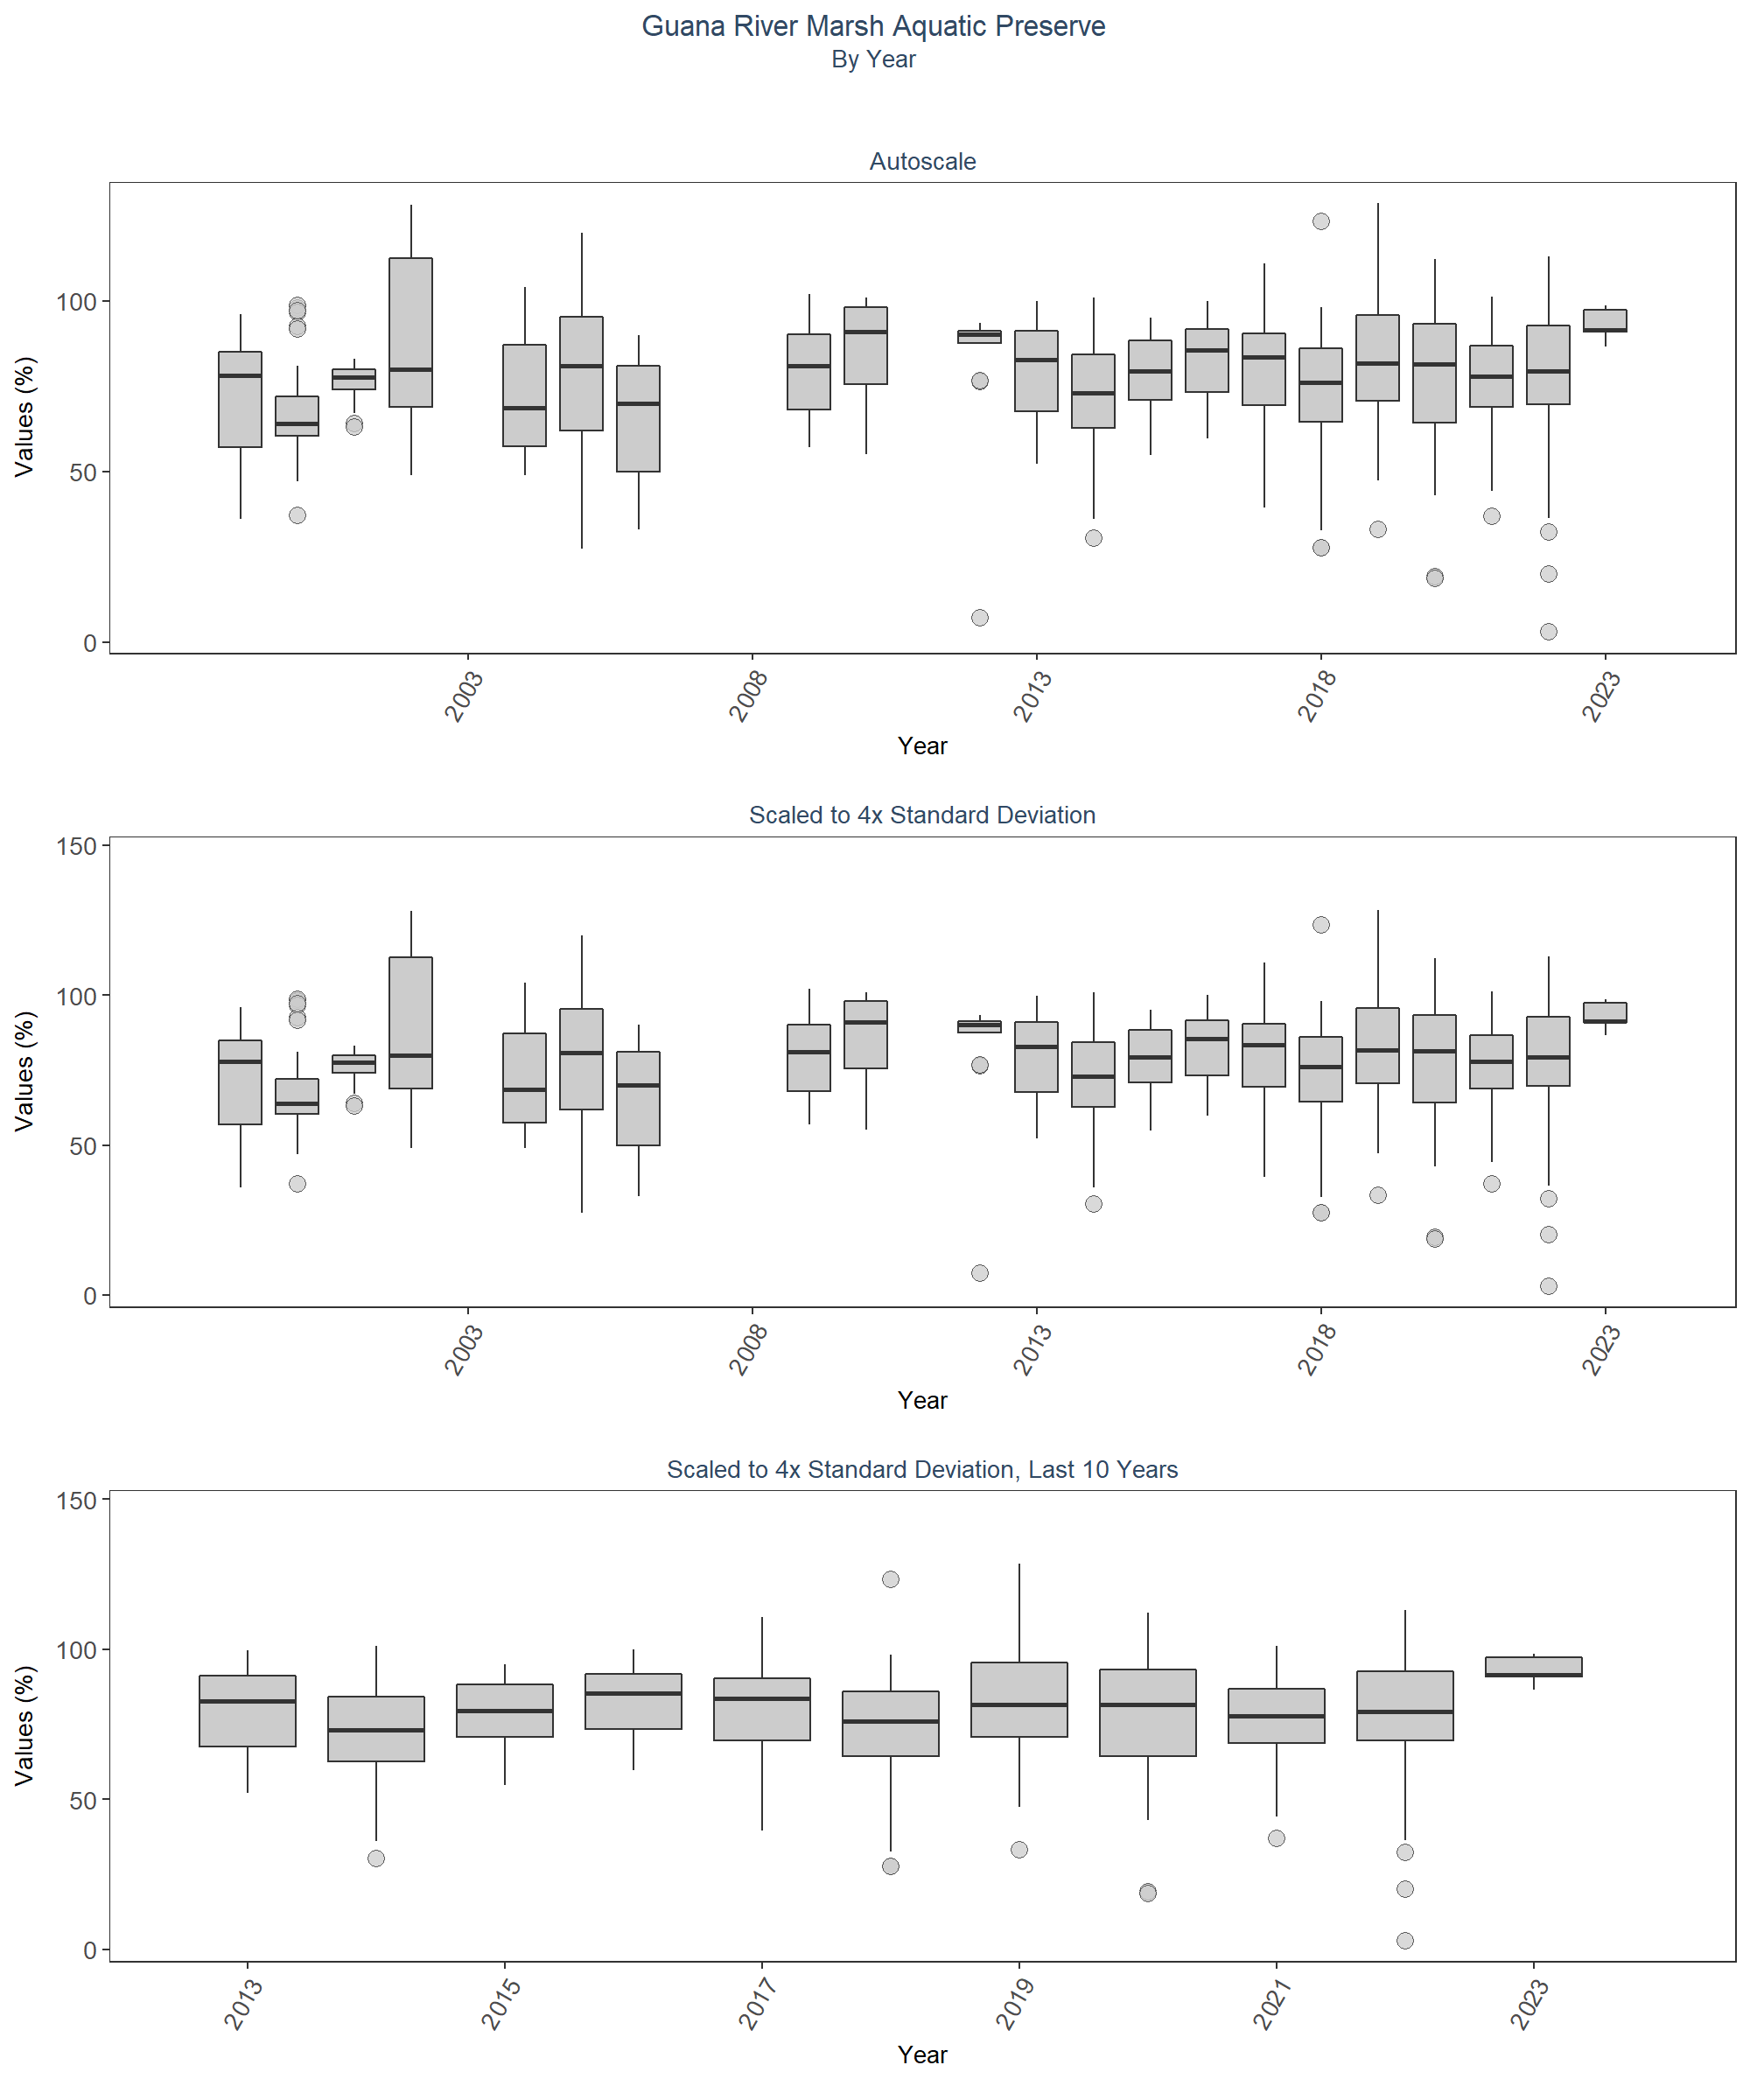 Guana River Marsh Aquatic Preserve
By Year
Autoscale
Values (%)
100
50
0
2003
2008
2013
2018
2023
Year
Scaled to 4x Standard Deviation
Values (%)
150
100
50
0
2003
2008
2013
2018
2023
Year
Scaled to 4x Standard Deviation, Last 10 Years
Values (%)
150
100
50
0
2013
2015
2017
2019
2021
2023
Year